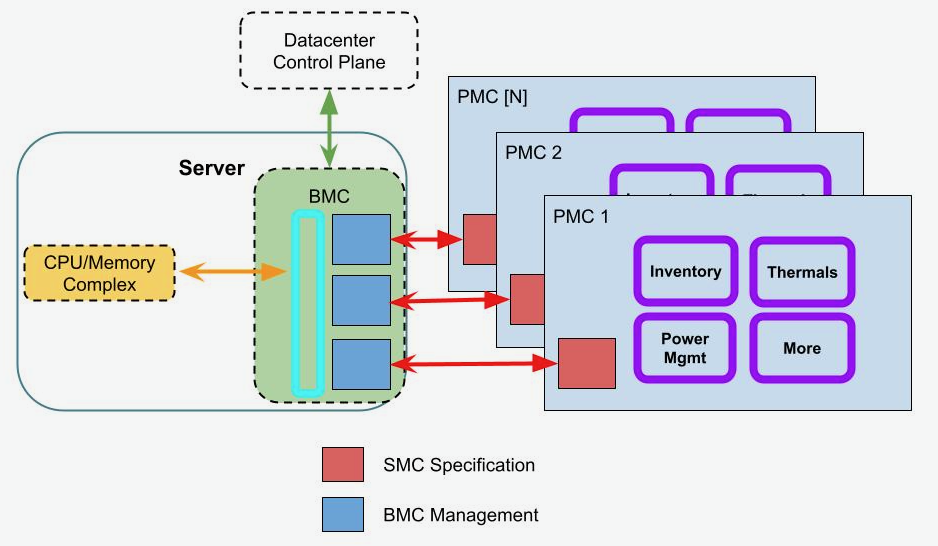 Datacenter
Control Plane
Server
BMC
CPU/Memory
Complex
PMC [N]
PMC 2
PMC 1
Inventory
Thermals
Power
Mgmt
More
SMC Specification
BMC Management